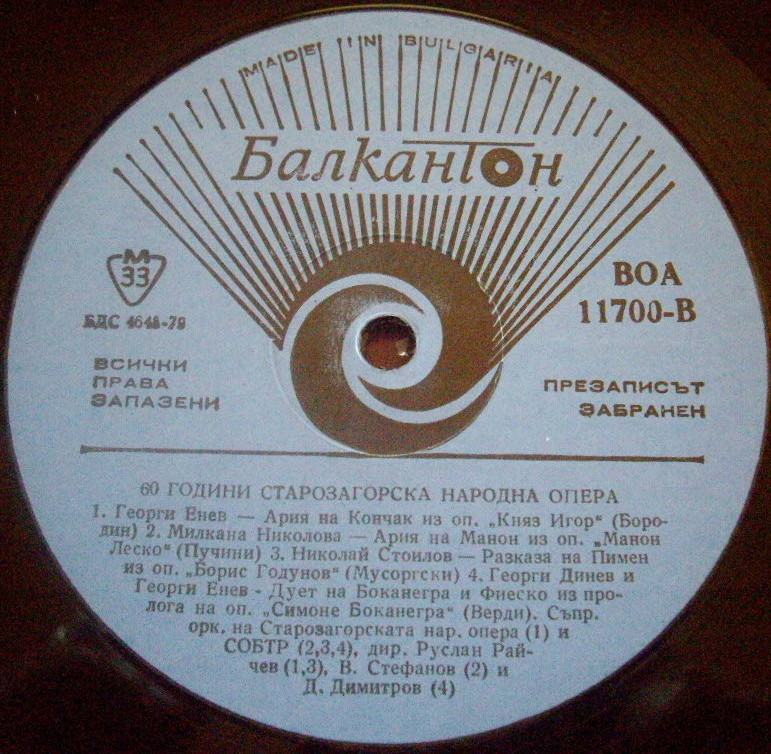 MADE IN BULGARIA
Балкантон
М
33
БДС 4648-79
ВОА
11700-В
ВСИЧКИ
ПРАВА
ЗАПАЗЕНИ
ПРЕЗАПИСЪТ
ЗАБРАНЕН
60 ГОДИНИ СТАРОЗАГОРСКА НАРОДНА ОПЕРА
1. Георги Енев — Ария на Кончак из оп. „Княз Игор“ (Боро-
дин) 2. Милкана Николова — Ария на Манон из оп. „Манон
Леско“ (Пучини) 3. Николай Стоилов — Разказа на Пимен
из оп. „Борис Годунов“ (Мусоргски) 4. Георги Динев и
Георги Енев - Дует на Боканегра и Фиеско из про-
лога на оп. „Симоне Боканегра“ (Верди). Съпр.
орк. на Старозагорската нар. опера (1) и
СОБТР (2,3,4), дир. Руслан Рай-
чев (1,3), В. Стефанов (2) и
Д. Димитров (4)